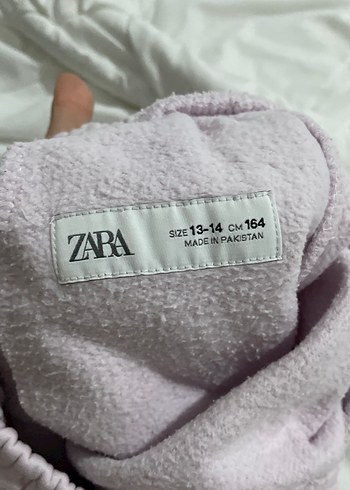 ZARA
SIZE 13-14 CM 164
MADE IN PAKISTAN